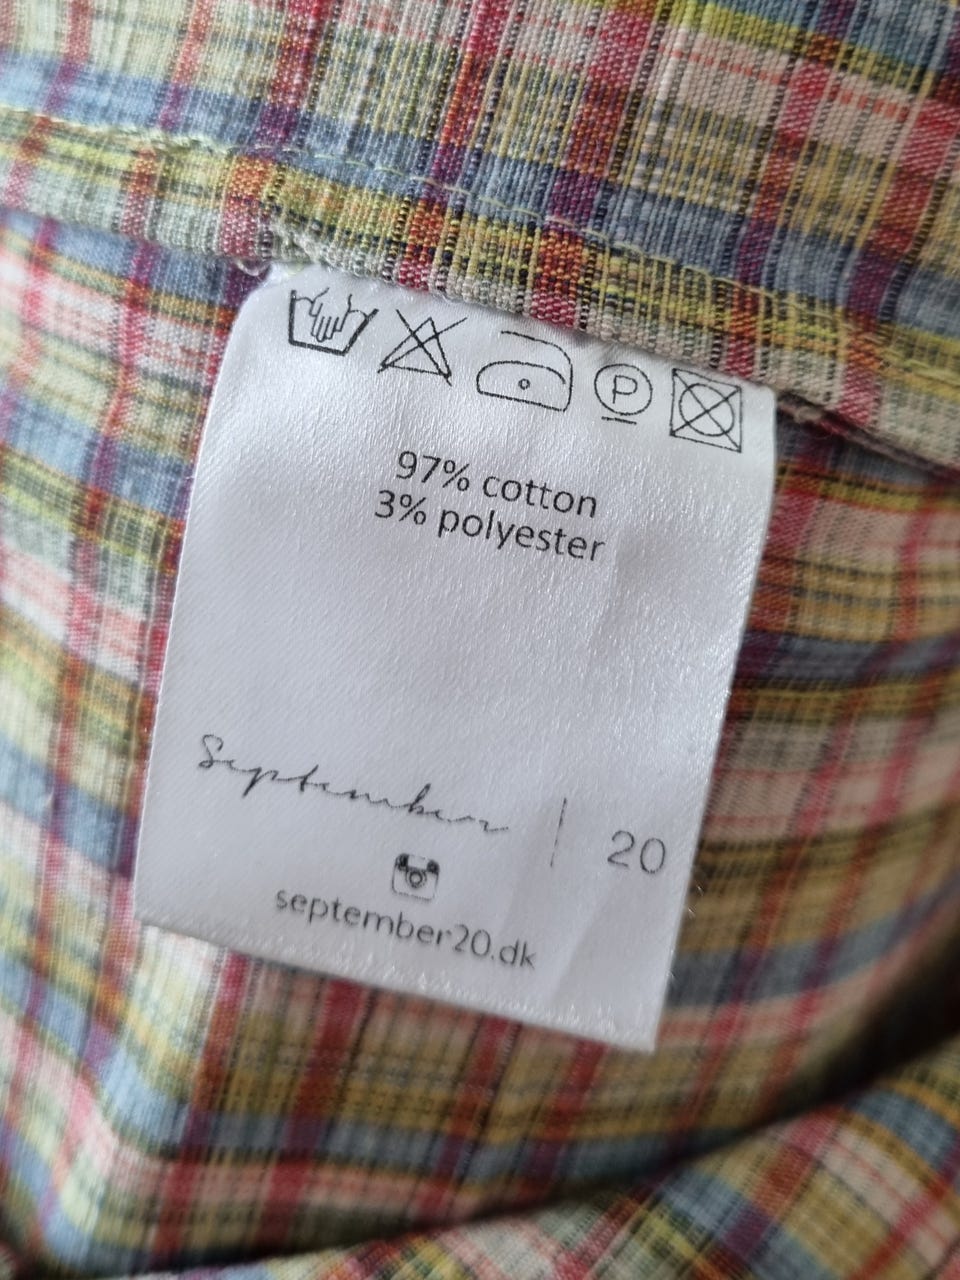 P
97% cotton
3% polyester
September | 20
september20.dk